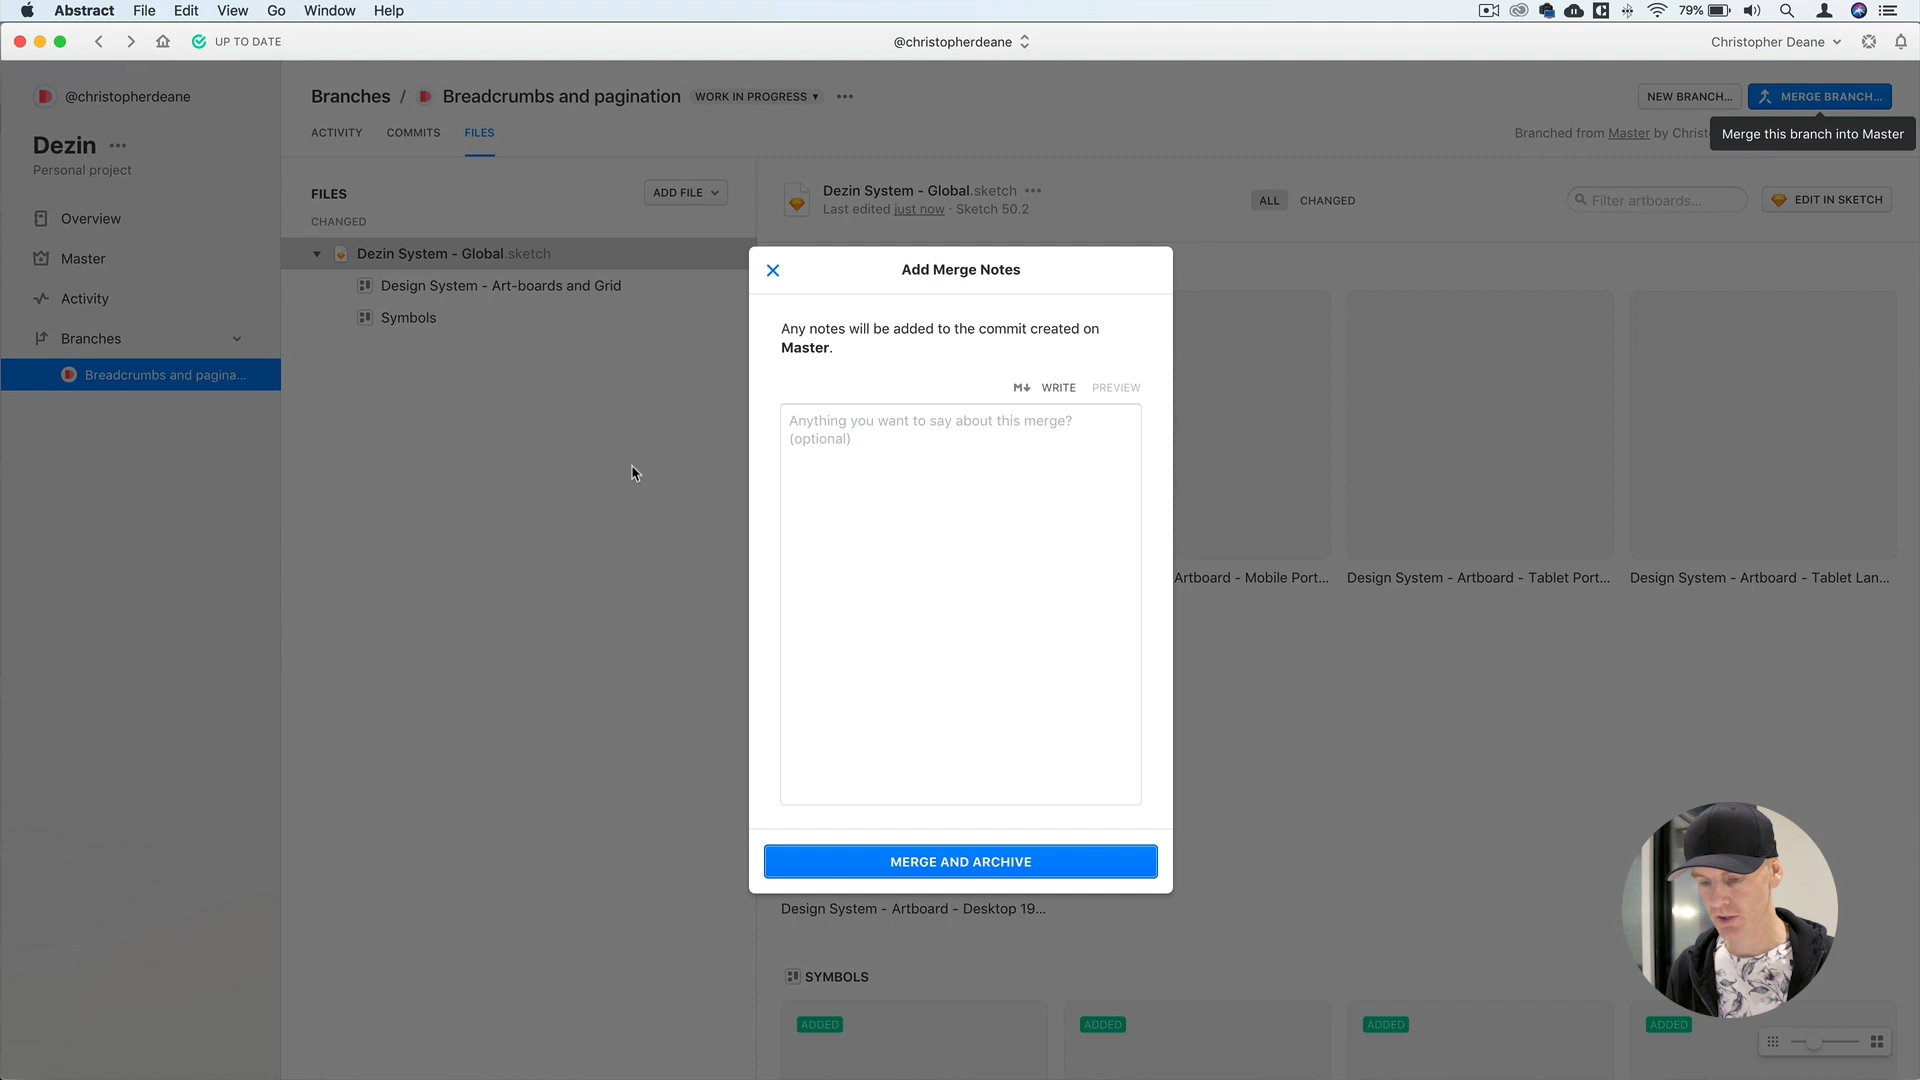 Abstract File Edit View Go Window Help
79%
UP TO DATE
@christopherdeane
Christopher Deane
@christopherdeane
Dezin
Personal project
Overview
Master
Activity
Branches
Breadcrumbs and pagina...
Branches / Breadcrumbs and pagination WORK IN PROGRESS
NEW BRANCH...
MERGE BRANCH...
ACTIVITY COMMITS FILES
Branched from Master by Christ
Merge this branch into Master
FILES
ADD FILE
CHANGED
Dezin System - Global.sketch
Design System - Art-boards and Grid
Symbols
Dezin System - Global.sketch
Last edited just now · Sketch 50.2
ALL CHANGED
Filter artboards...
EDIT IN SKETCH
Add Merge Notes
Any notes will be added to the commit created on
Master.
M↓ WRITE PREVIEW
Anything you want to say about this merge?
(optional)
MERGE AND ARCHIVE
Artboard - Mobile Port...
Design System - Artboard - Tablet Port...
Design System - Artboard - Tablet Lan...
Design System - Artboard - Desktop 19...
SYMBOLS
ADDED
ADDED
ADDED
ADDED